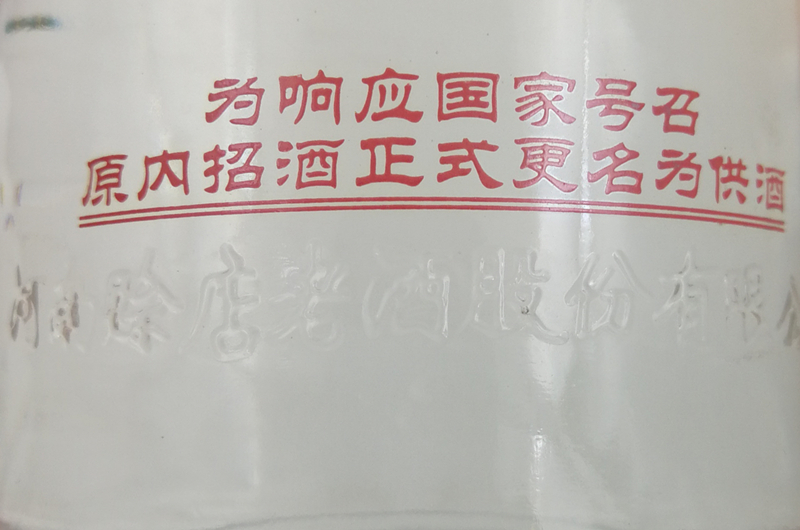 为响应国家号召
原内招酒正式更名为供酒
河南赊店老酒股份有限公